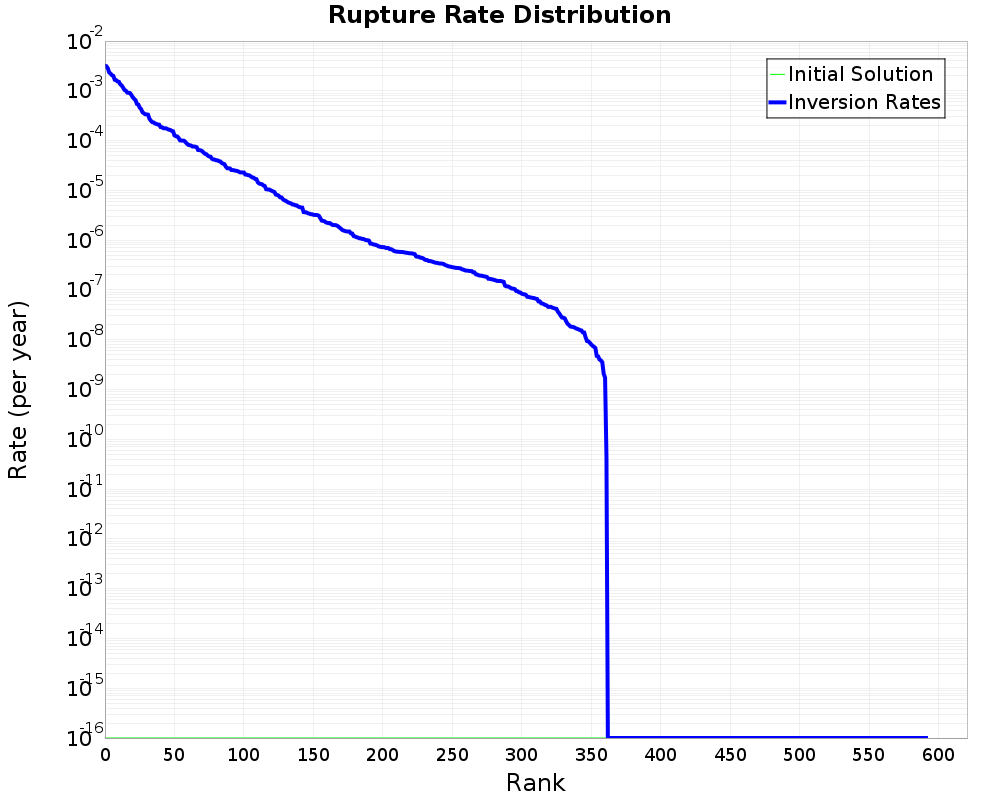 Rupture Rate Distribution
10-2
10-3
10-4
10-5
10-6
10-7
10-8
10-9
10-10
10-11
10-12
10-13
10-14
10-15
10-16
Rate (per year)
Initial Solution
Inversion Rates
0 50 100 150 200 250 300 350 400 450 500 550 600
Rank